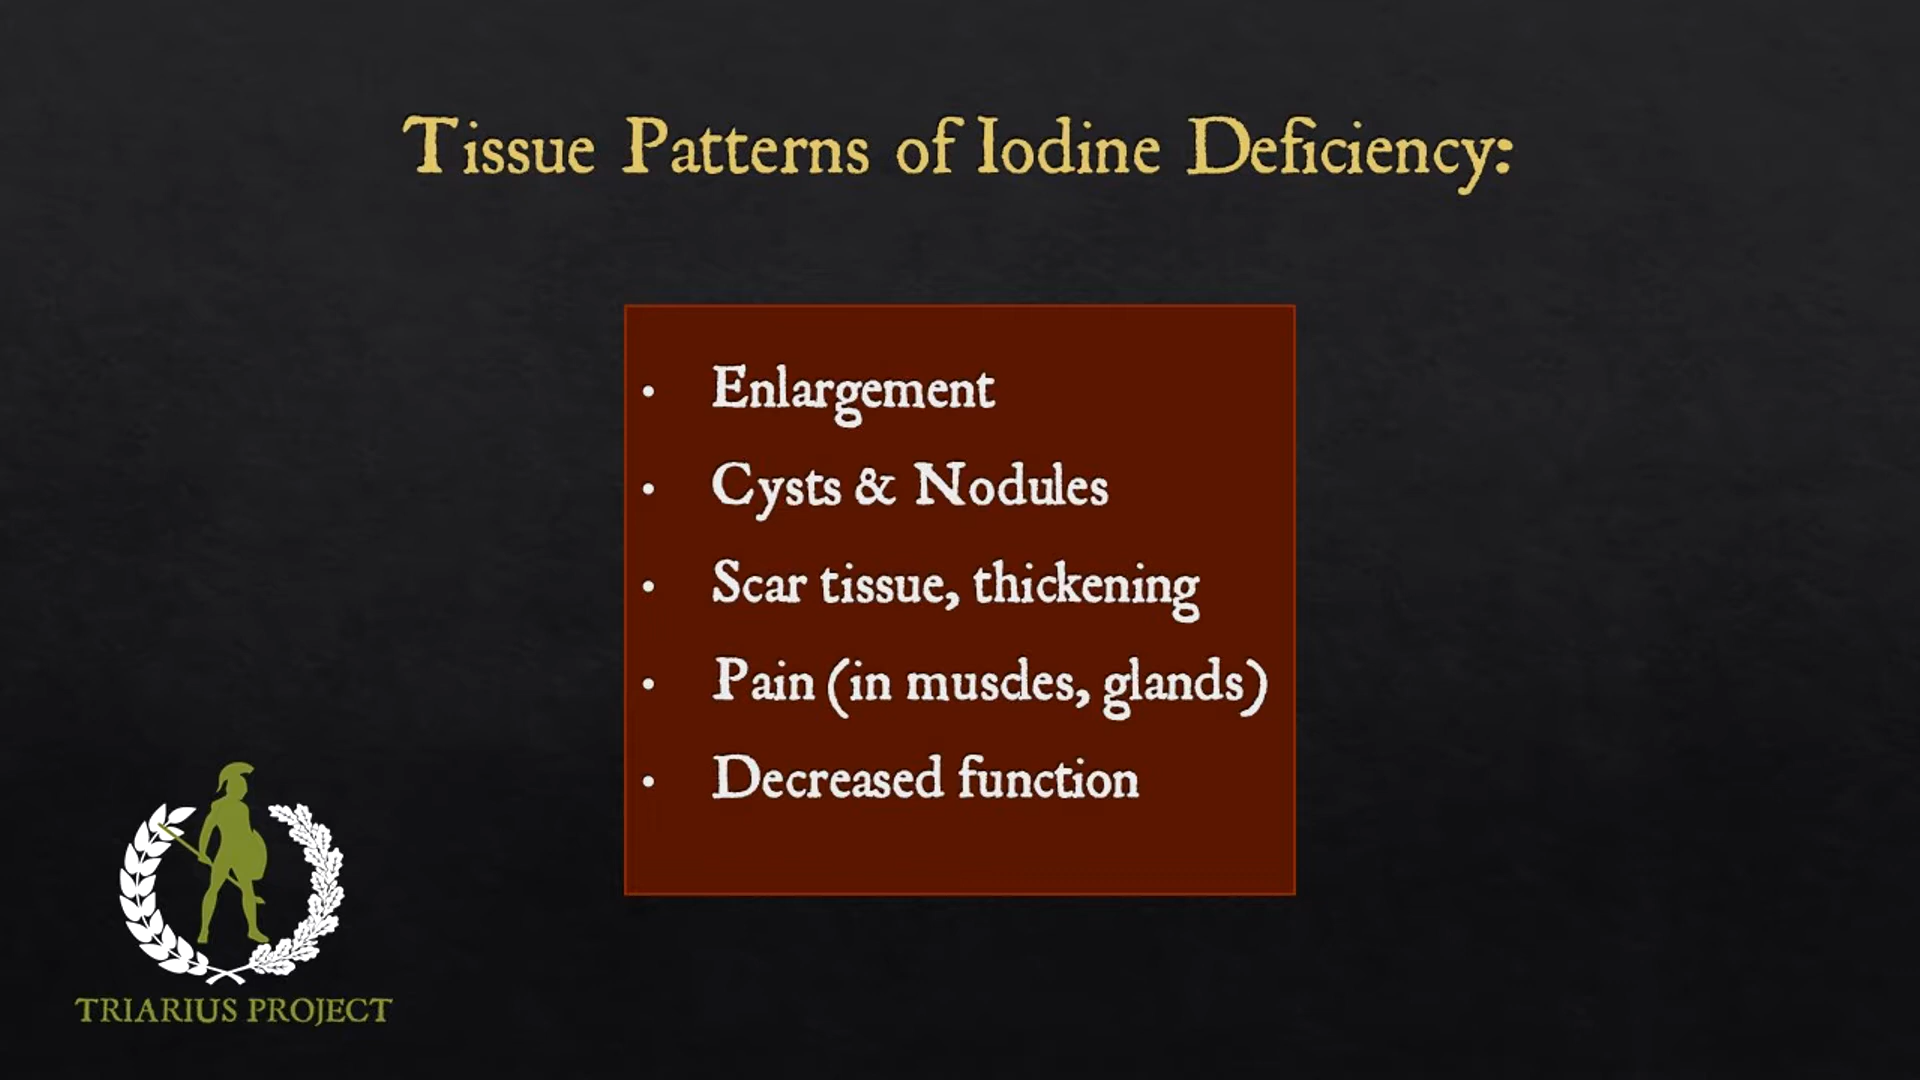 Tissue Patterns of Iodine Deficiency:
• Enlargement
• Cysts & Nodules
• Scar tissue, thickening
• Pain (in muscles, glands)
• Decreased function
TRIARIUS PROJECT